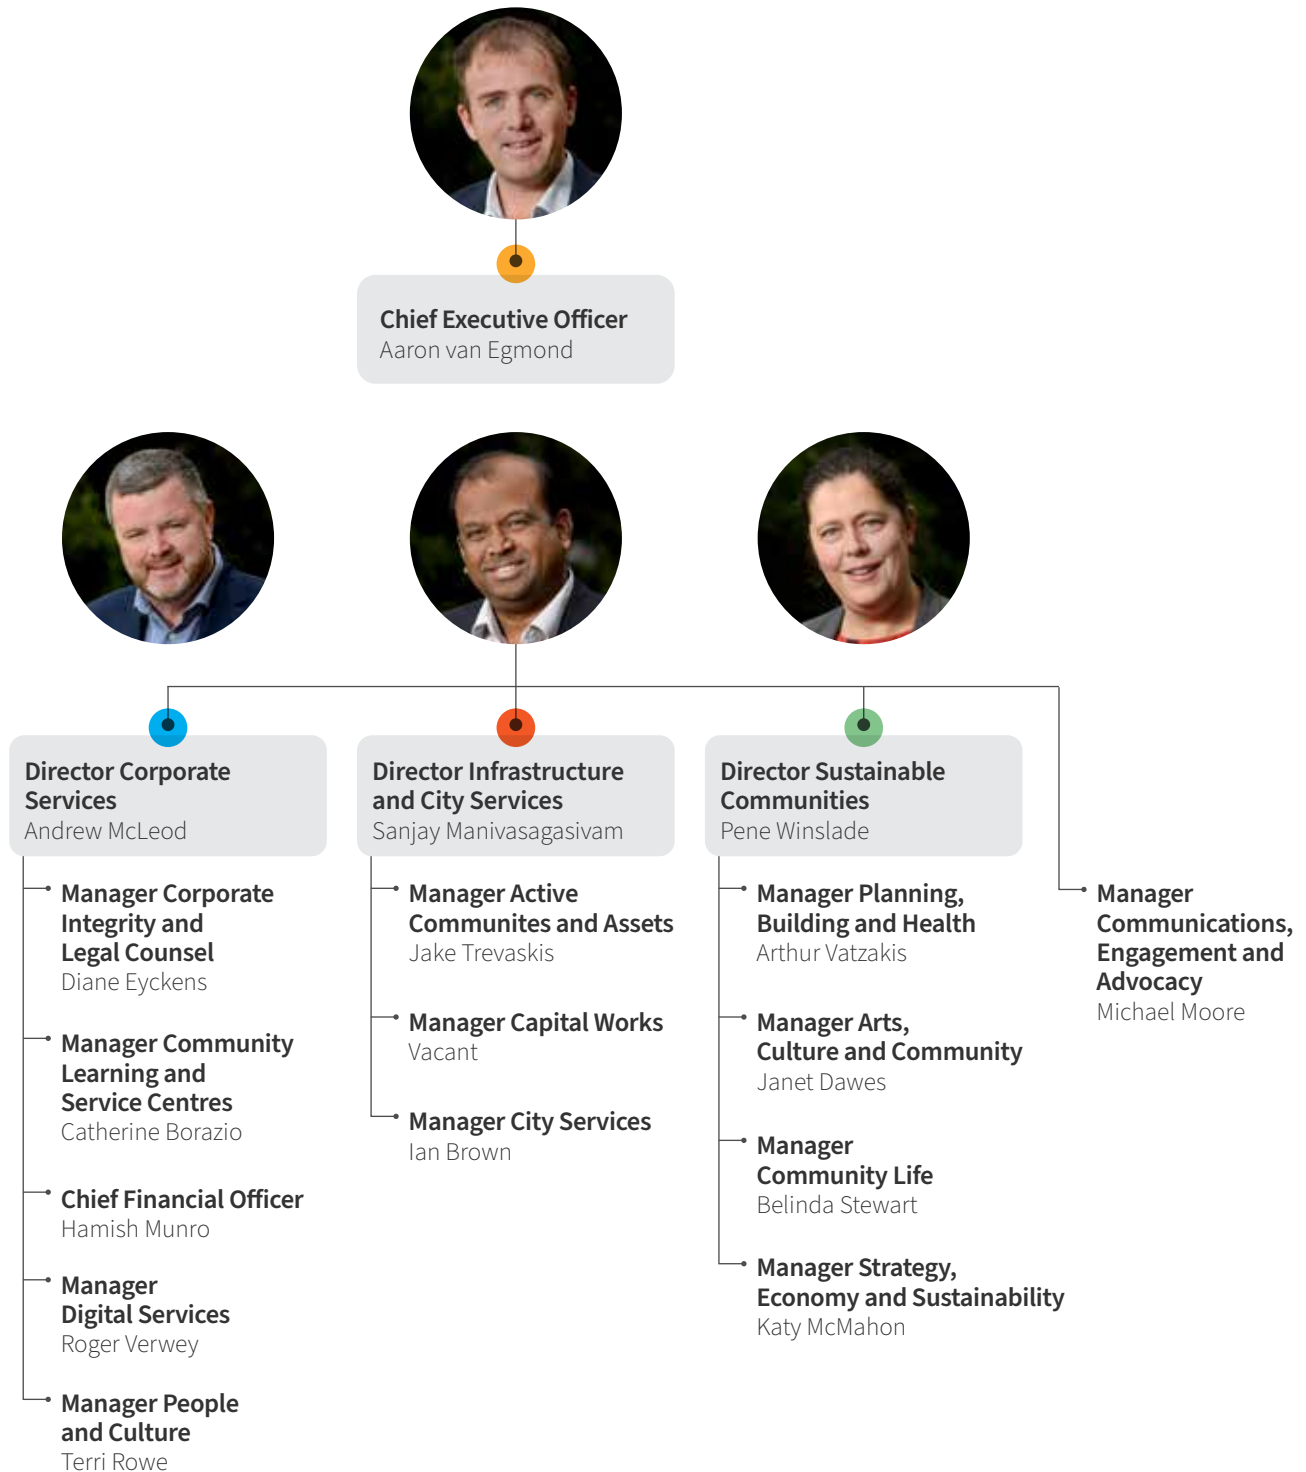 Chief Executive Officer
Aaron van Egmond
Director Corporate
Services
Andrew McLeod
Manager Corporate
Integrity and
Legal Counsel
Diane Eyckens
Manager Community
Learning and
Service Centres
Catherine Borazio
Chief Financial Officer
Hamish Munro
Manager
Digital Services
Roger Verwey
Manager People
and Culture
Terri Rowe
Director Infrastructure
and City Services
Sanjay Manivasagasivam
Manager Active
Communites and Assets
Jake Trevaskis
Manager Capital Works
Vacant
Manager City Services
Ian Brown
Director Sustainable
Communities
Pene Winslade
Manager Planning,
Building and Health
Arthur Vatzakis
Manager Arts,
Culture and Community
Janet Dawes
Manager
Community Life
Belinda Stewart
Manager Strategy,
Economy and Sustainability
Katy McMahon
Manager
Communications,
Engagement and
Advocacy
Michael Moore